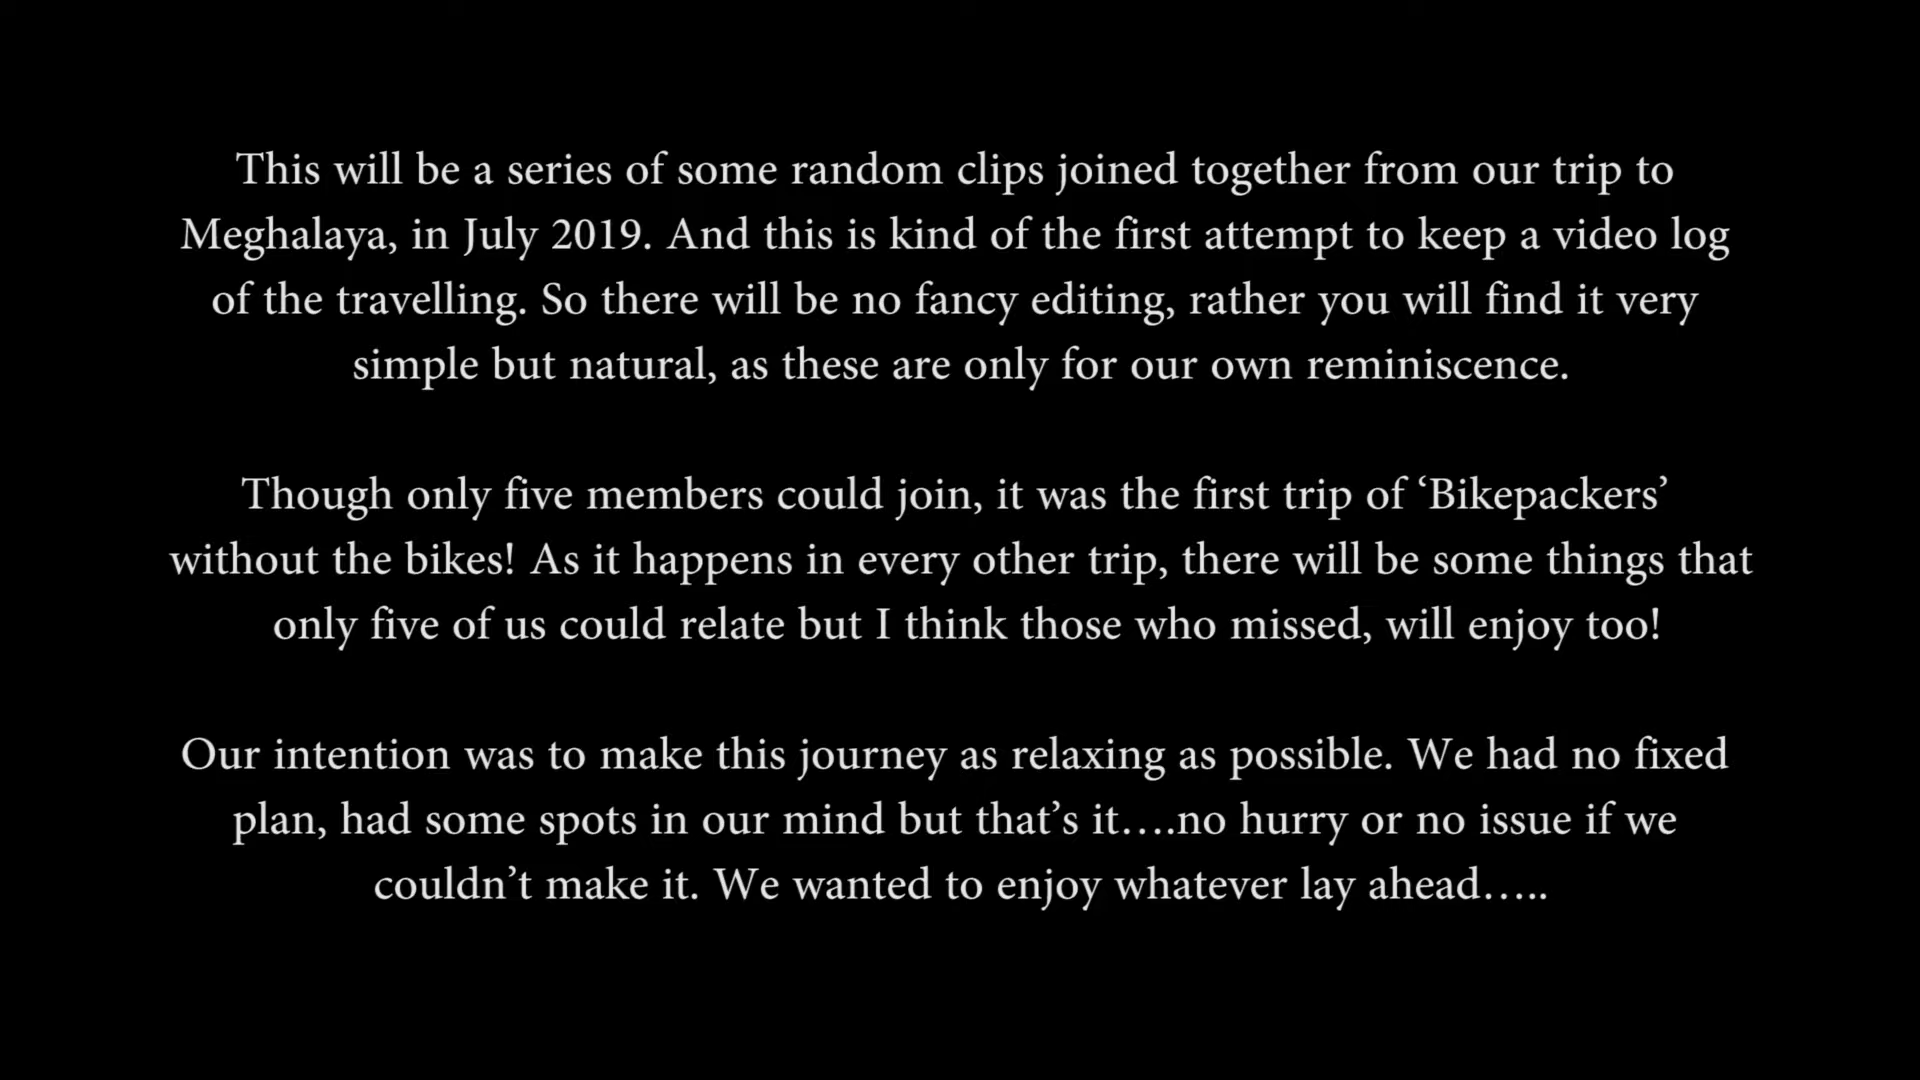 This will be a series of some random clips joined together from our trip to
Meghalaya, in July 2019. And this is kind of the first attempt to keep a video log
of the travelling. So there will be no fancy editing, rather you will find it very
simple but natural, as these are only for our own reminiscence.
Though only five members could join, it was the first trip of ‘Bikepackers’
without the bikes! As it happens in every other trip, there will be some things that
only five of us could relate but I think those who missed, will enjoy too!
Our intention was to make this journey as relaxing as possible. We had no fixed
plan, had some spots in our mind but that’s it….no hurry or no issue if we
couldn’t make it. We wanted to enjoy whatever lay ahead…..